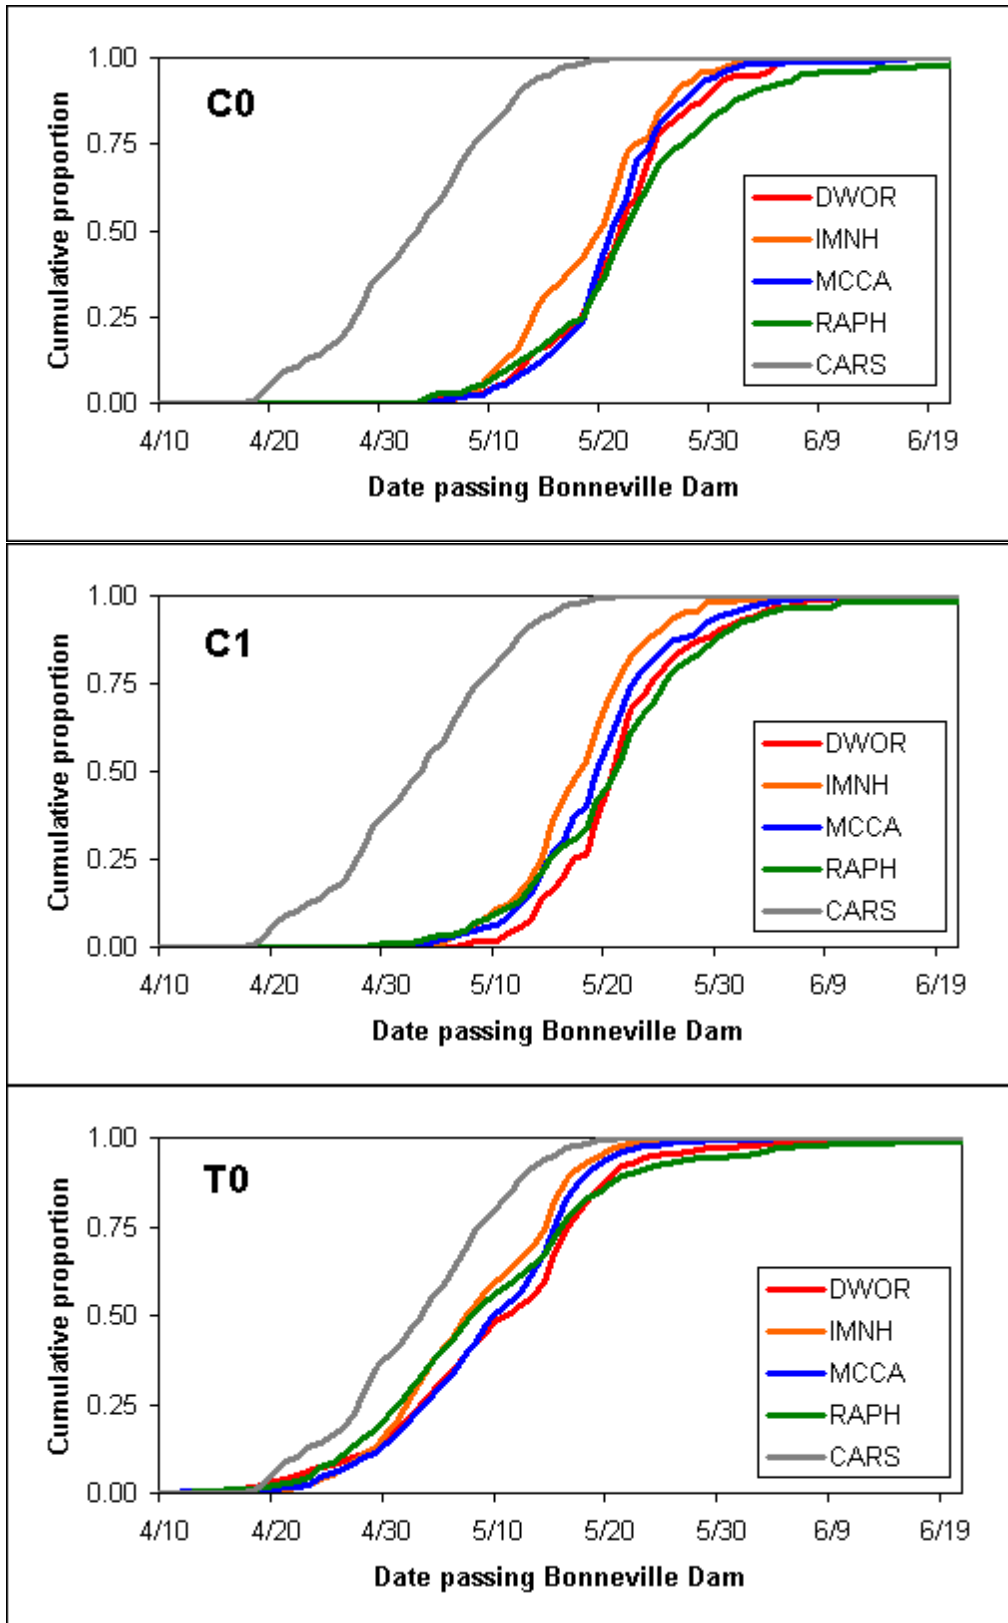 C0
Cumulative proportion
1.00
0.75
0.50
0.25
0.00
DWOR
IMNH
MCCA
RAPH
CARS
4/10 4/20 4/30 5/10 5/20 5/30 6/9 6/19
Date passing Bonneville Dam
C1
Cumulative proportion
1.00
0.75
0.50
0.25
0.00
DWOR
IMNH
MCCA
RAPH
CARS
4/10 4/20 4/30 5/10 5/20 5/30 6/9 6/19
Date passing Bonneville Dam
T0
Cumulative proportion
1.00
0.75
0.50
0.25
0.00
DWOR
IMNH
MCCA
RAPH
CARS
4/10 4/20 4/30 5/10 5/20 5/30 6/9 6/19
Date passing Bonneville Dam